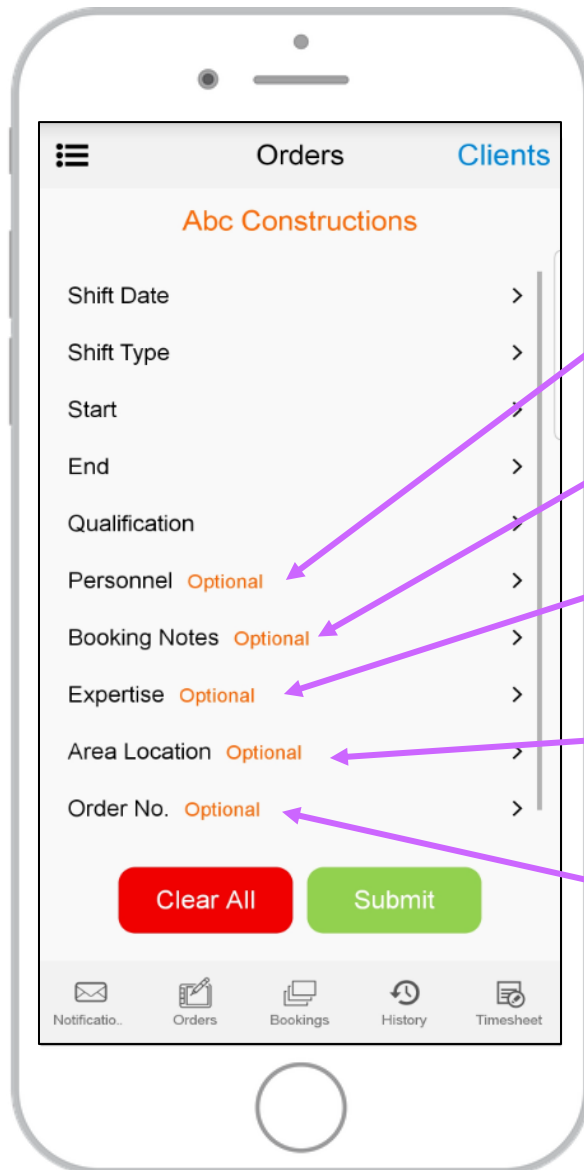 Orders Clients
Abc Constructions
Shift Date
Shift Type
Start
End
Qualification
Personnel Optional
Booking Notes Optional
Expertise Optional
Area Location Optional
Order No. Optional
Clear All Submit
Notificatio.. Orders Bookings History Timesheet